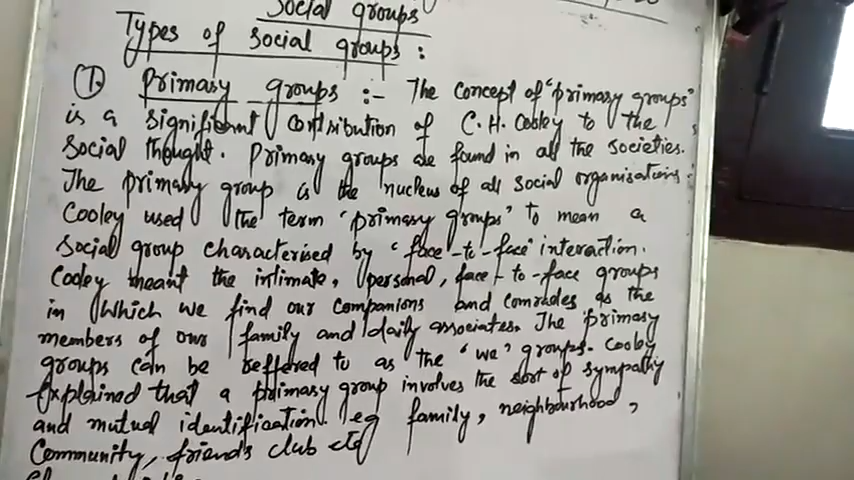 Social groups
Types of social groups :
1. Primary groups :- The concept of "primary groups"
is a significant contribution of C.H. Cooley to the
social thought. Primary groups are found in all the societies.
The primary group is the nucleus of all social organisations.
Cooley used the term 'primary groups' to mean a
social group characterised by 'face-to-face' interaction.
Cooley meant the intimate, personal, face-to-face groups
in which we find our companions and comrades as the
members of our family and daily associates. The primary
groups can be reffered to as the 'we' groups. Cooley
explained that a primary group involves the sort of sympathy
and mutual identification. eg family, neighbourhood,
Community, friends club etc